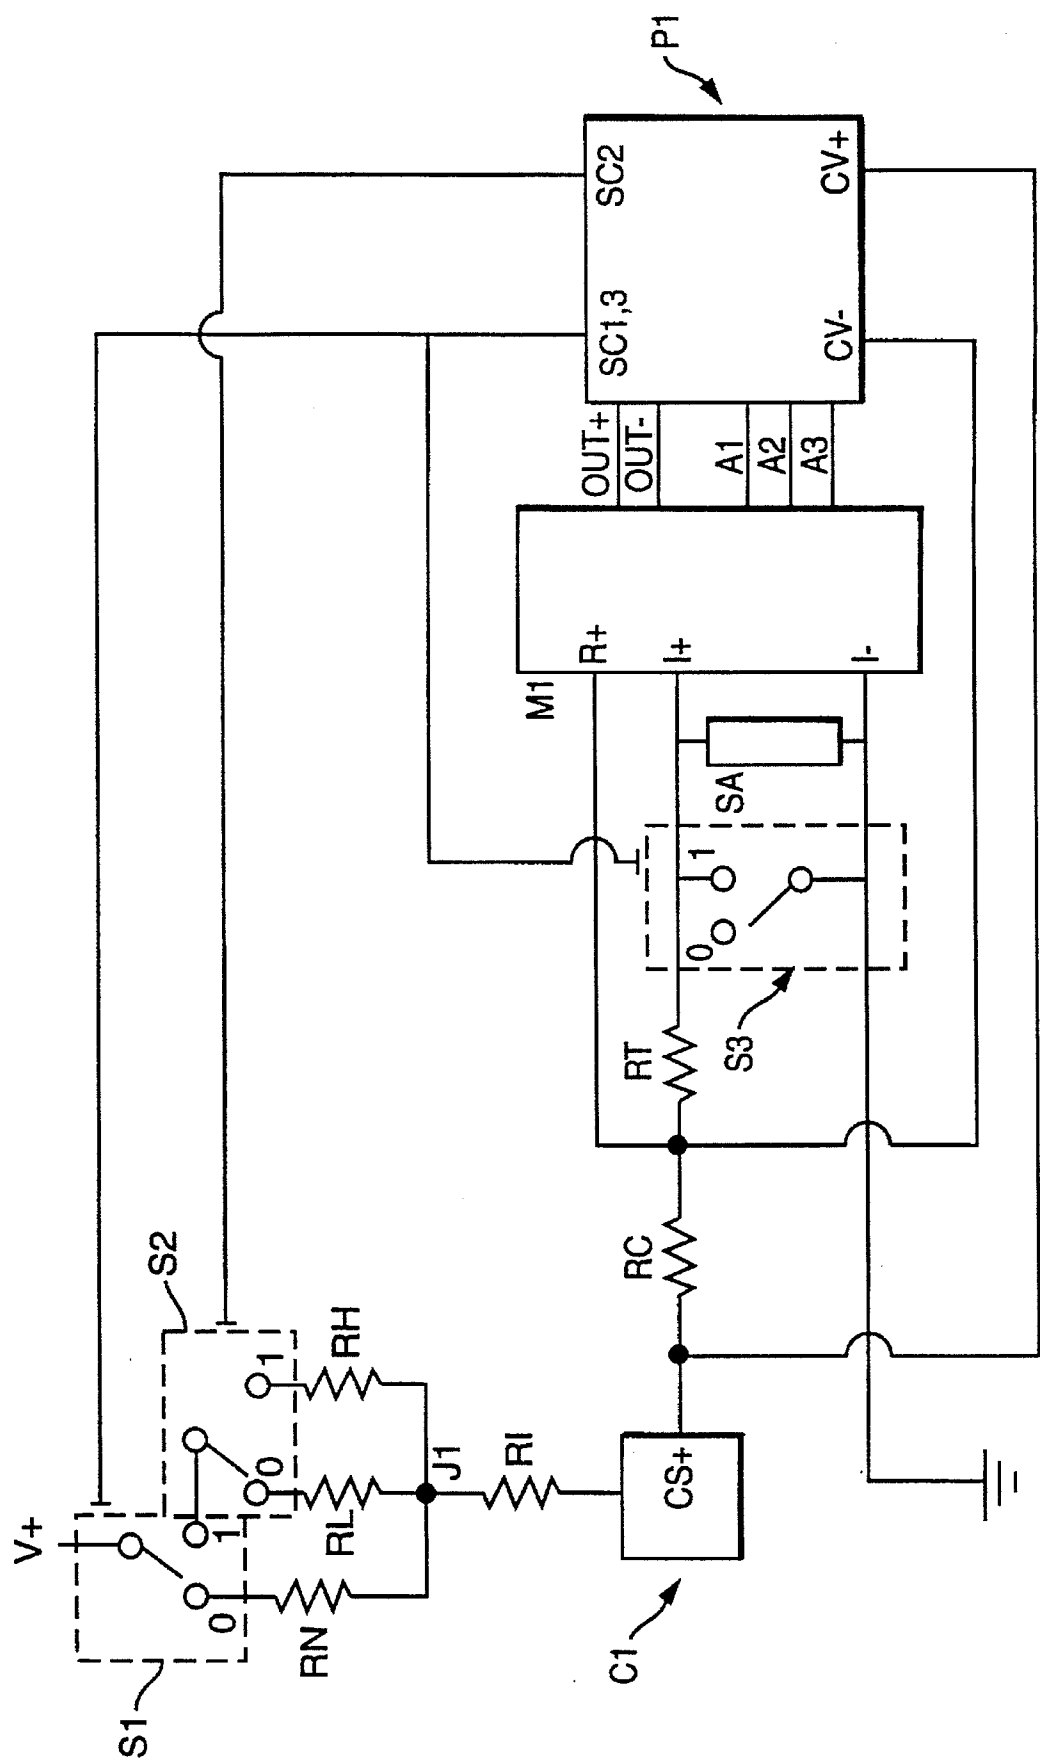 S1
V+
0
1
S2
0
1
RN
RL
RH
J1
RI
C1
CS+
RC
RT
S3
0
1
SA
M1
R+
I+
I-
OUT+
OUT-
A1
A2
A3
SC1,3
SC2
CV-
CV+
P1